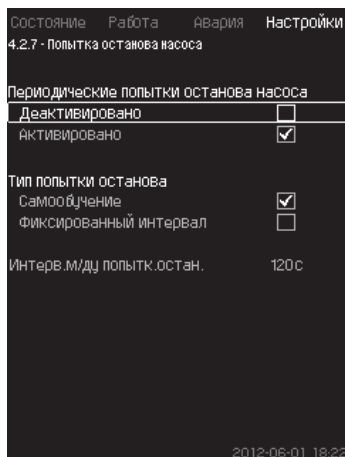 Состояние Работа Авария Настройки
4.2.7 - Попытка останова насоса
Периодические попытки останова насоса
Деактивировано
Активировано
Тип попытки останова
Самообучение
Фиксированный интервал
Интерв.м/ду попытк.остан. 120с
2012-06-01 18:22